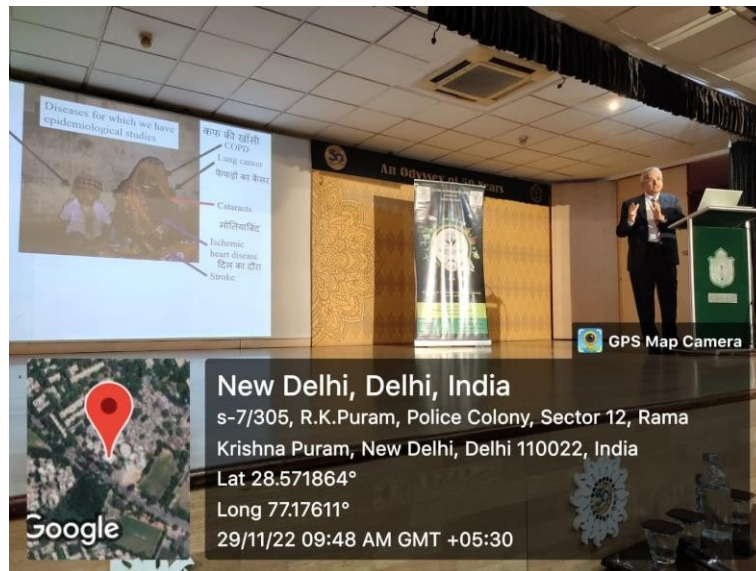 Diseases for which we have
epidemiological studies
कफ की खाँसी
COPD
Lung cancer
फेफड़ों का कैंसर
Cataracts
मोतियाबिंद
Ischemic
heart disease
दिल का दौरा
Stroke
50
An Odyssey of 50 Years
GPS Map Camera
New Delhi, Delhi, India
s-7/305, R.K.Puram, Police Colony, Sector 12, Rama
Krishna Puram, New Delhi, Delhi 110022, India
Lat 28.571864°
Long 77.17611°
29/11/22 09:48 AM GMT +05:30
Google